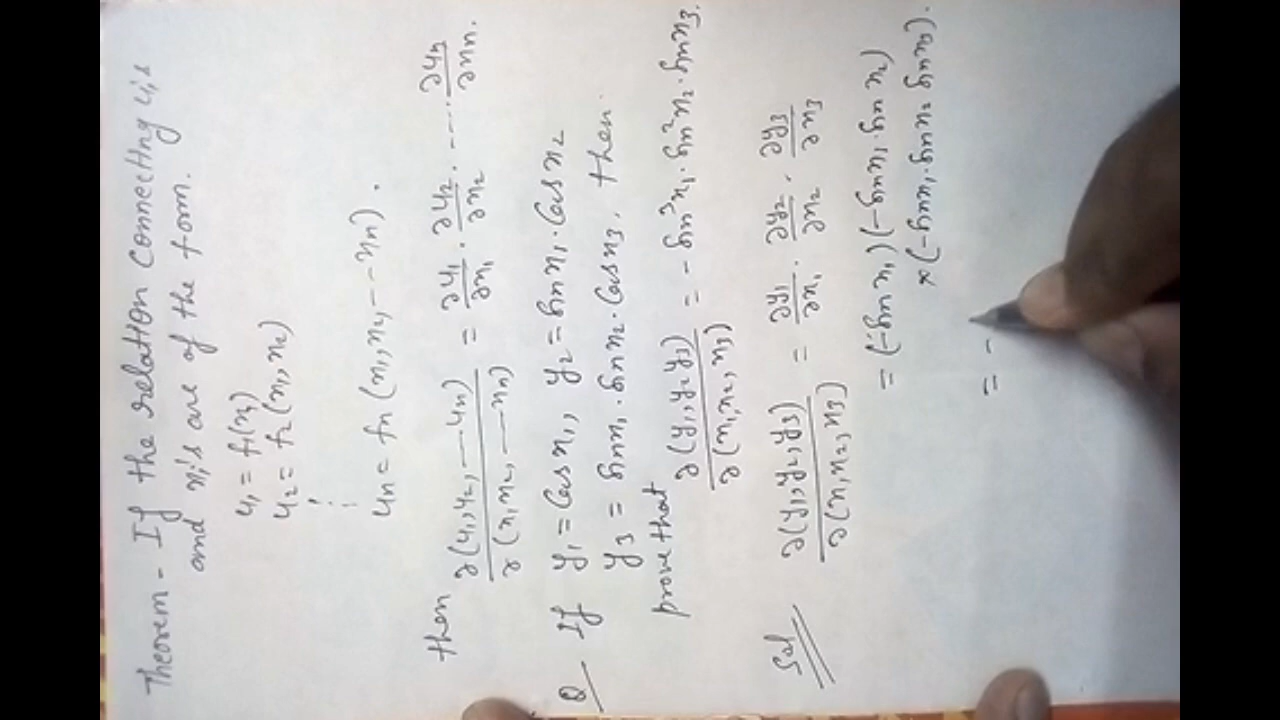 Theorem - If the relation connecting u,'s
and xi's are of the form.
u1 = f1(x1)
u2 = f2 (x1, x2)
⋮
un = fn (x1, x2, -- xn).
then ∂(u1, u2, --- un) / ∂(x1, x2, --- xn) = ∂u1/∂x1 · ∂u2/∂x2 · ---- ∂un/∂xn.
Q If y1 = Cos x1, y2 = Sin x1 · Cos x2
y3 = Sin x1 · Sin x2 · Cos x3, then
prove that ∂(y1, y2, y3) / ∂(x1, x2, x3) = - Sin³x1 · Sin²x2 · Sin x3.
Sol ∂(y1, y2, y3) / ∂(x1, x2, x3) = ∂y1/∂x1 · ∂y2/∂x2 · ∂y3/∂x3
= (-Sin x1) (-Sin x1 Sin x2)
×(-Sin x1 · Sin x2 Sin x3).
= -